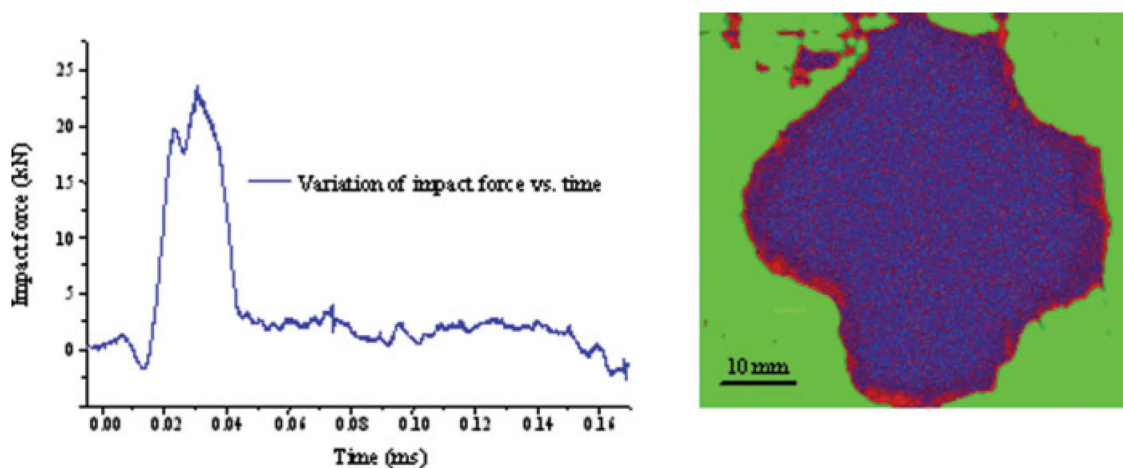 25
20
15
10
5
0
Impact force (kN)
Variation of impact force vs. time
0.00 0.02 0.04 0.06 0.08 0.10 0.12 0.14 0.16
Time (ms)
10 mm